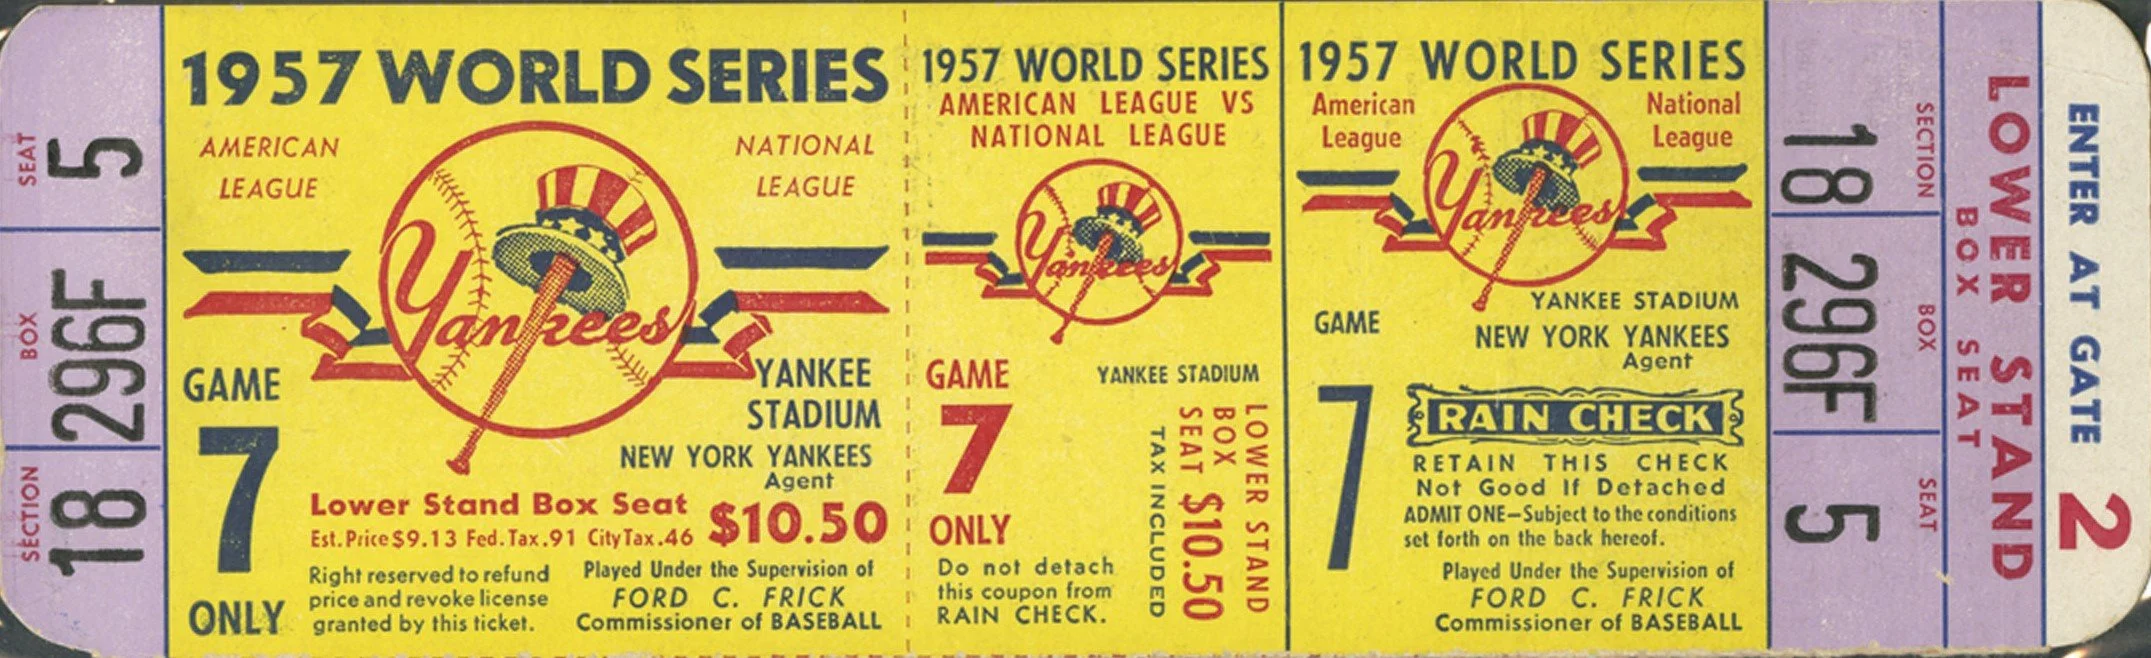 SEAT 5
BOX 296F
SECTION 18
1957 WORLD SERIES
AMERICAN
LEAGUE
NATIONAL
LEAGUE
Yankees
GAME
7
ONLY
YANKEE
STADIUM
NEW YORK YANKEES
Agent
Lower Stand Box Seat
Est. Price $9.13 Fed. Tax .91 City Tax .46
$10.50
Right reserved to refund
price and revoke license
granted by this ticket.
Played Under the Supervision of
FORD C. FRICK
Commissioner of BASEBALL
1957 WORLD SERIES
AMERICAN LEAGUE VS
NATIONAL LEAGUE
Yankees
GAME
7
ONLY
YANKEE STADIUM
LOWER STAND
BOX
SEAT $10.50
TAX INCLUDED
Do not detach
this coupon from
RAIN CHECK.
1957 WORLD SERIES
American
League
National
League
Yankees
GAME
7
YANKEE STADIUM
NEW YORK YANKEES
Agent
RAIN CHECK
RETAIN THIS CHECK
Not Good If Detached
ADMIT ONE—Subject to the conditions
set forth on the back hereof.
Played Under the Supervision of
FORD C. FRICK
Commissioner of BASEBALL
SECTION 18
BOX 296F
SEAT 5
LOWER STAND
BOX SEAT
ENTER AT GATE 2